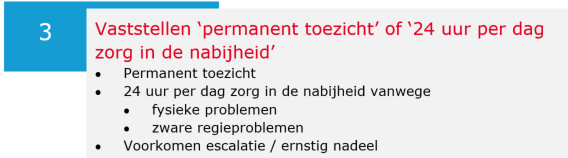 3
Vaststellen ‘permanent toezicht’ of ‘24 uur per dag
zorg in de nabijheid’
• Permanent toezicht
• 24 uur per dag zorg in de nabijheid vanwege
• fysieke problemen
• zware regieproblemen
• Voorkomen escalatie / ernstig nadeel